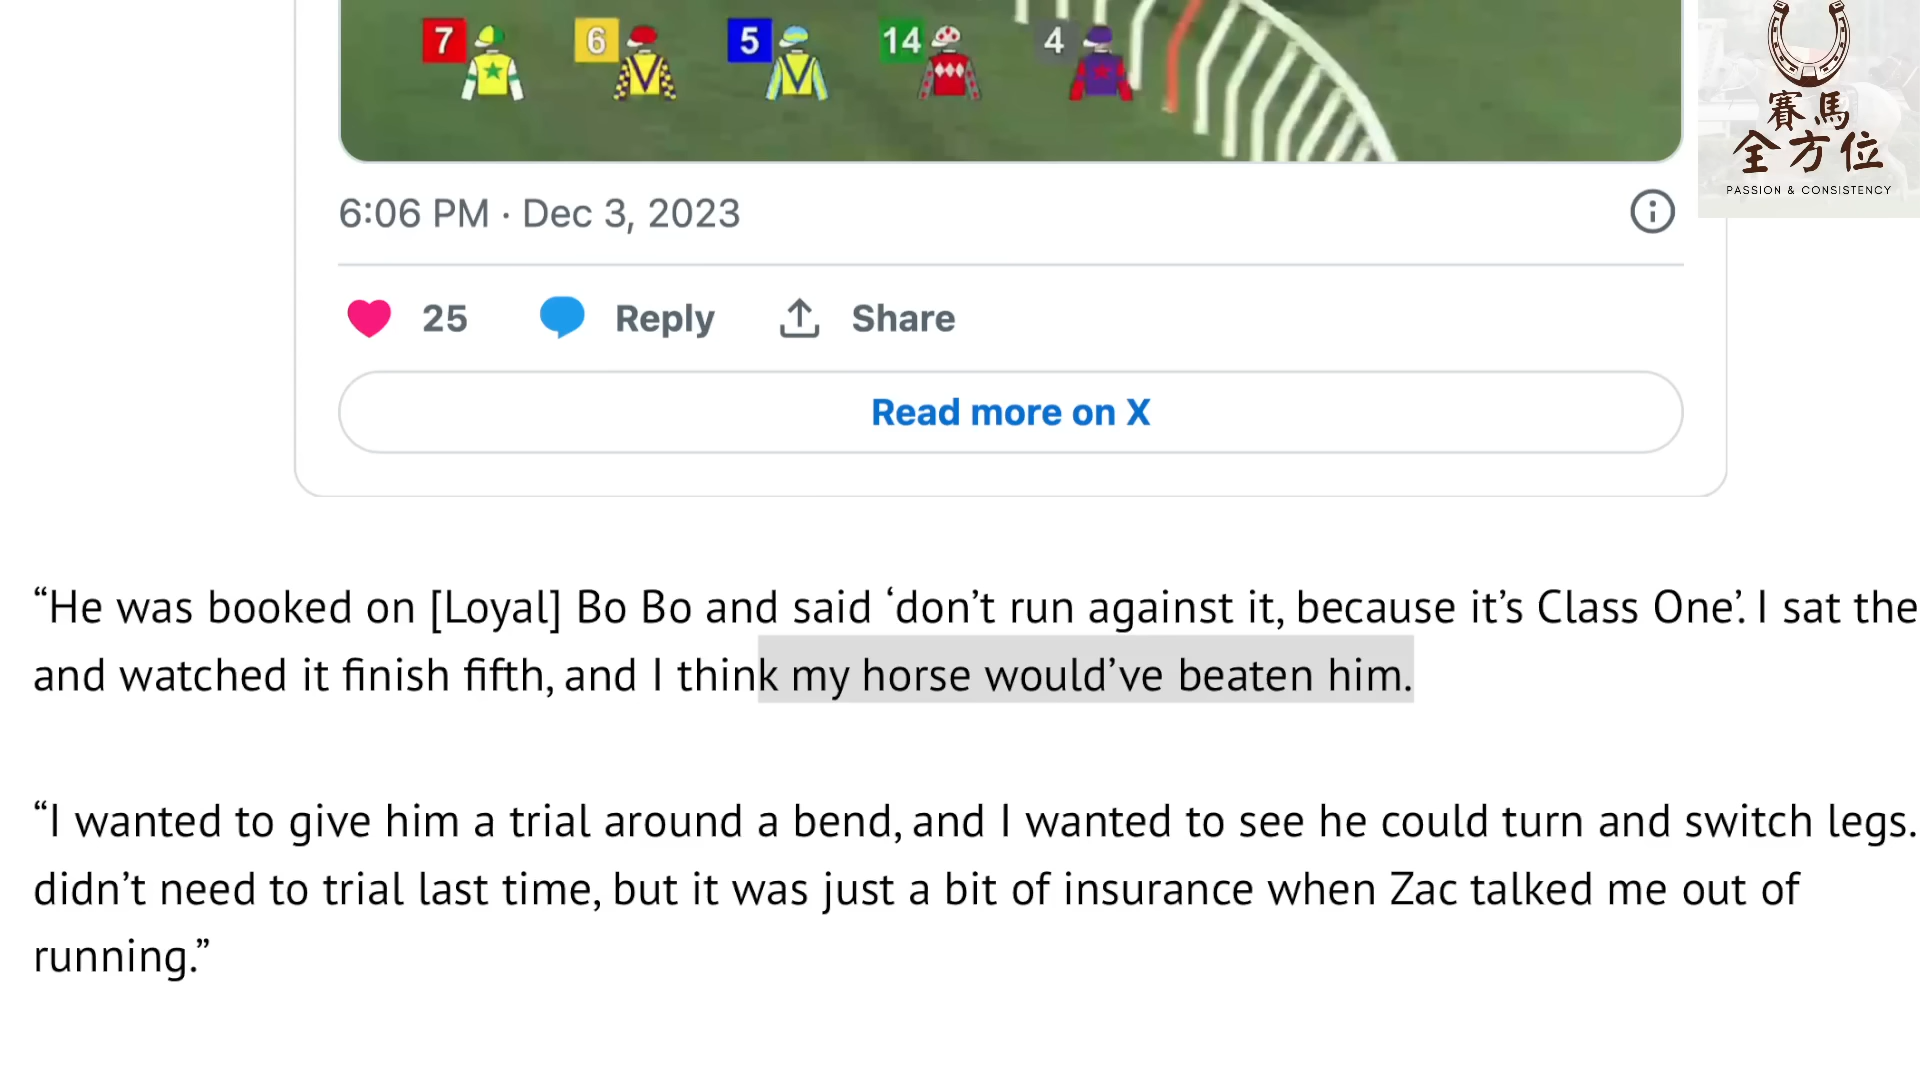 7 6 5 14 4
賽馬
全方位
PASSION & CONSISTENCY
6:06 PM · Dec 3, 2023
25 Reply Share
Read more on X
“He was booked on [Loyal] Bo Bo and said ‘don’t run against it, because it’s Class One’. I sat the
and watched it finish fifth, and I think my horse would’ve beaten him.
“I wanted to give him a trial around a bend, and I wanted to see he could turn and switch legs.
didn’t need to trial last time, but it was just a bit of insurance when Zac talked me out of
running.”